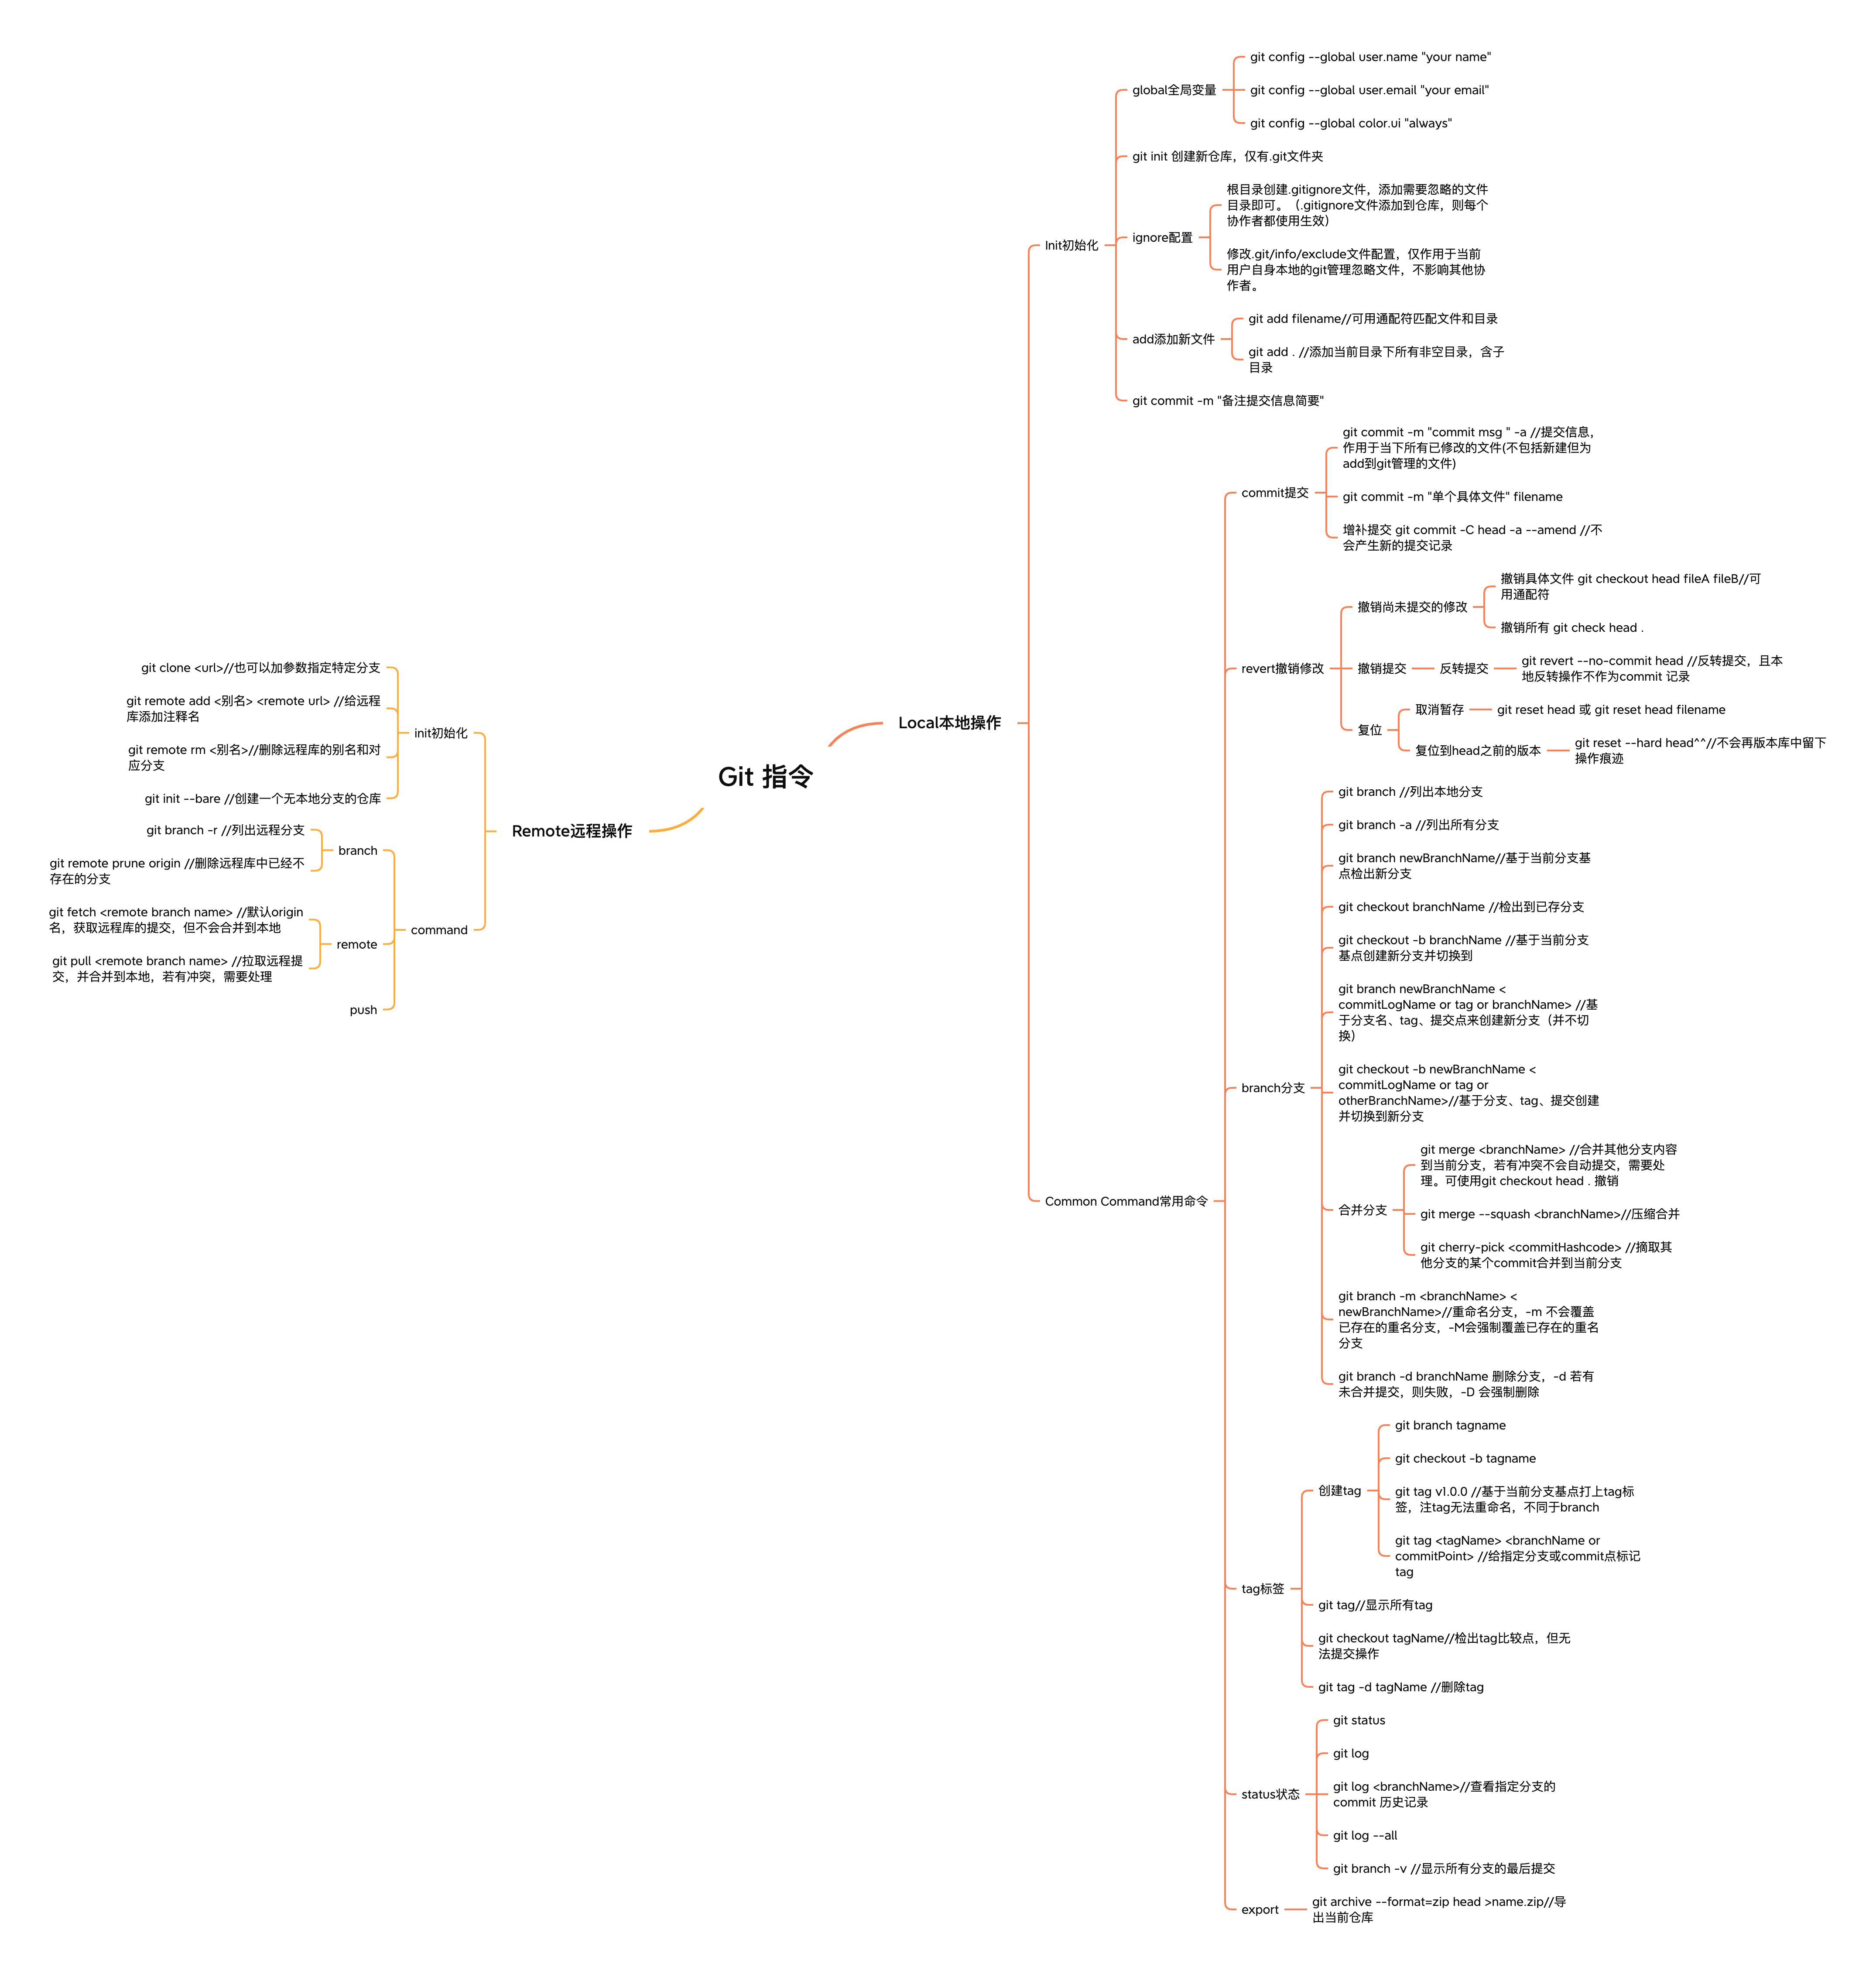 Git 指令
Local本地操作
Init初始化
global全局变量
git config --global user.name "your name"
git config --global user.email "your email"
git config --global color.ui "always"
git init 创建新仓库，仅有.git文件夹
ignore配置
根目录创建.gitignore文件，添加需要忽略的文件
目录即可。（.gitignore文件添加到仓库，则每个
协作者都使用生效）
修改.git/info/exclude文件配置，仅作用于当前
用户自身本地的git管理忽略文件，不影响其他协
作者。
add添加新文件
git add filename//可用通配符匹配文件和目录
git add . //添加当前目录下所有非空目录，含子
目录
git commit -m "备注提交信息简要"
Common Command常用命令
commit提交
git commit -m "commit msg " -a //提交信息，
作用于当下所有已修改的文件(不包括新建但为
add到git管理的文件)
git commit -m "单个具体文件" filename
增补提交 git commit -C head -a --amend //不
会产生新的提交记录
revert撤销修改
撤销尚未提交的修改
撤销具体文件 git checkout head fileA fileB//可
用通配符
撤销所有 git check head .
撤销提交
反转提交
git revert --no-commit head //反转提交，且本
地反转操作不作为commit 记录
复位
取消暂存
git reset head 或 git reset head filename
复位到head之前的版本
git reset --hard head^^//不会再版本库中留下
操作痕迹
branch分支
git branch //列出本地分支
git branch -a //列出所有分支
git branch newBranchName//基于当前分支基
点检出新分支
git checkout branchName //检出到已存分支
git checkout -b branchName //基于当前分支
基点创建新分支并切换到
git branch newBranchName <
commitLogName or tag or branchName> //基
于分支名、tag、提交点来创建新分支（并不切
换）
git checkout -b newBranchName <
commitLogName or tag or
otherBranchName>//基于分支、tag、提交创建
并切换到新分支
合并分支
git merge <branchName> //合并其他分支内容
到当前分支，若有冲突不会自动提交，需要处
理。可使用git checkout head . 撤销
git merge --squash <branchName>//压缩合并
git cherry-pick <commitHashcode> //摘取其
他分支的某个commit合并到当前分支
git branch -m <branchName> <
newBranchName>//重命名分支，-m 不会覆盖
已存在的重名分支，-M会强制覆盖已存在的重名
分支
git branch -d branchName 删除分支，-d 若有
未合并提交，则失败，-D 会强制删除
tag标签
创建tag
git branch tagname
git checkout -b tagname
git tag v1.0.0 //基于当前分支基点打上tag标
签，注tag无法重命名，不同于branch
git tag <tagName> <branchName or
commitPoint> //给指定分支或commit点标记
tag
git tag//显示所有tag
git checkout tagName//检出tag比较点，但无
法提交操作
git tag -d tagName //删除tag
status状态
git status
git log
git log <branchName>//查看指定分支的
commit 历史记录
git log --all
git branch -v //显示所有分支的最后提交
export
git archive --format=zip head >name.zip//导
出当前仓库
Remote远程操作
init初始化
git clone <url>//也可以加参数指定特定分支
git remote add <别名> <remote url> //给远程
库添加注释名
git remote rm <别名>//删除远程库的别名和对
应分支
git init --bare //创建一个无本地分支的仓库
command
branch
git branch -r //列出远程分支
git remote prune origin //删除远程库中已经不
存在的分支
remote
git fetch <remote branch name> //默认origin
名，获取远程库的提交，但不会合并到本地
git pull <remote branch name> //拉取远程提
交，并合并到本地，若有冲突，需要处理
push